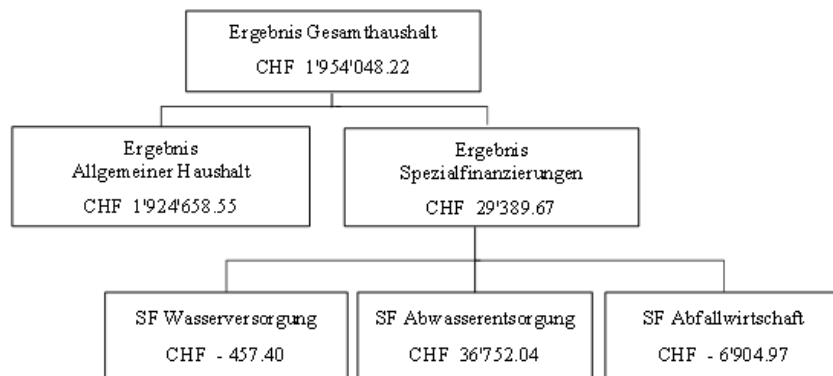 Ergebnis Gesamthaushalt
CHF 1'954'048.22
Ergebnis
Allgemeiner Haushalt
CHF 1'924'658.55
Ergebnis
Spezialfinanzierungen
CHF 29'389.67
SF Wasserversorgung
CHF - 457.40
SF Abwasserentsorgung
CHF 36'752.04
SF Abfallwirtschaft
CHF - 6'904.97